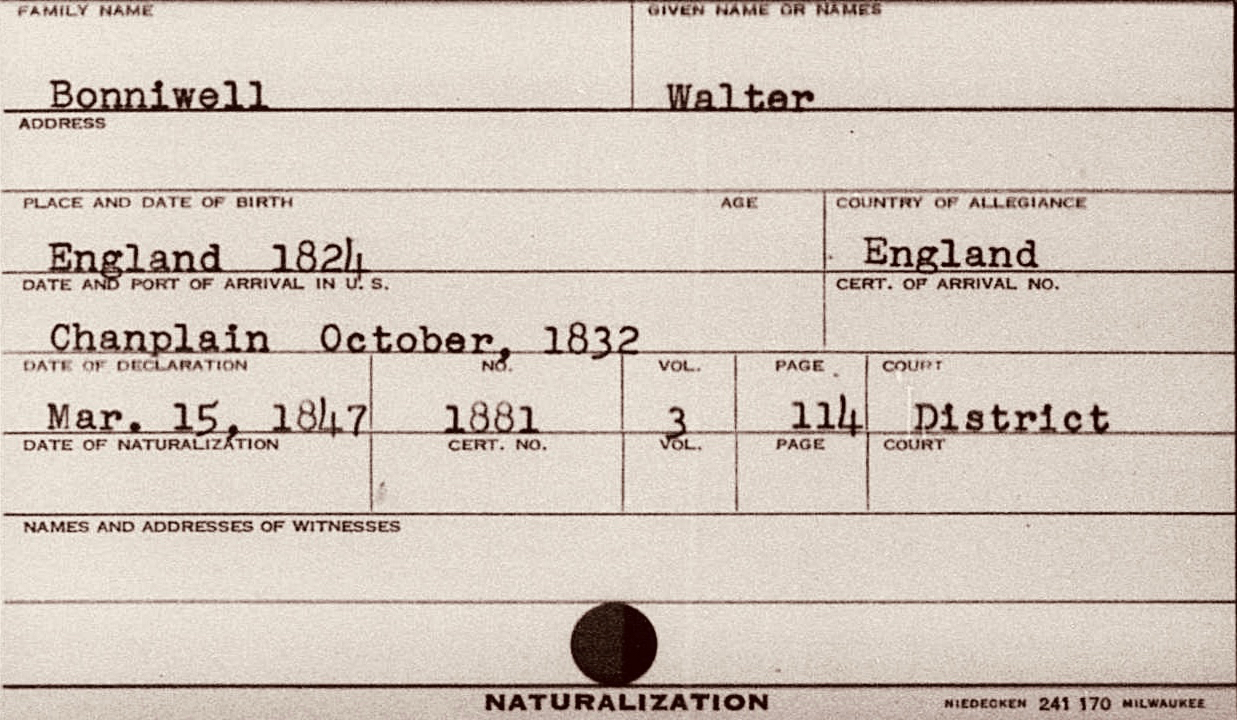 FAMILY NAME GIVEN NAME OR NAMES
Bonniwell Walter
ADDRESS
PLACE AND DATE OF BIRTH AGE COUNTRY OF ALLEGIANCE
England 1824 England
DATE AND PORT OF ARRIVAL IN U. S. CERT. OF ARRIVAL NO.
Chanplain October, 1832
DATE OF DECLARATION NO. VOL. PAGE COURT
Mar. 15, 1847 1881 3 114 District
DATE OF NATURALIZATION CERT. NO. VOL. PAGE COURT
NAMES AND ADDRESSES OF WITNESSES
NATURALIZATION NIEDECKEN 241 170 MILWAUKEE